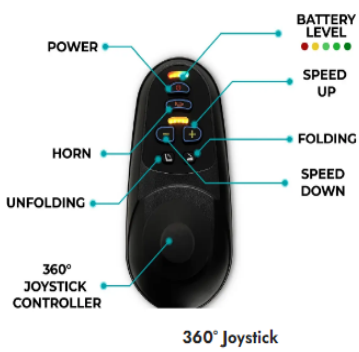 BATTERY
LEVEL
POWER
SPEED
UP
HORN
FOLDING
SPEED
DOWN
UNFOLDING
360°
JOYSTICK
CONTROLLER
360° Joystick